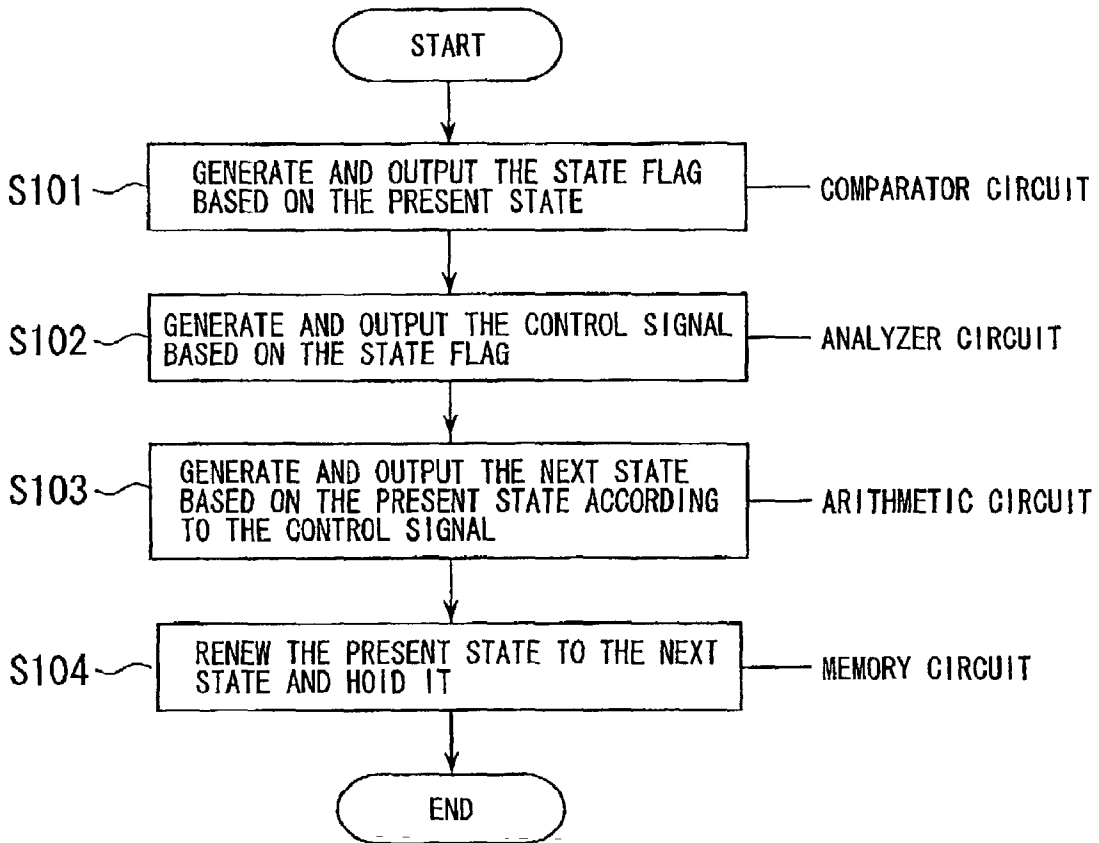 START
S101
GENERATE AND OUTPUT THE STATE FLAG
BASED ON THE PRESENT STATE
COMPARATOR CIRCUIT
S102
GENERATE AND OUTPUT THE CONTROL SIGNAL
BASED ON THE STATE FLAG
ANALYZER CIRCUIT
S103
GENERATE AND OUTPUT THE NEXT STATE
BASED ON THE PRESENT STATE ACCORDING
TO THE CONTROL SIGNAL
ARITHMETIC CIRCUIT
S104
RENEW THE PRESENT STATE TO THE NEXT
STATE AND HOID IT
MEMORY CIRCUIT
END